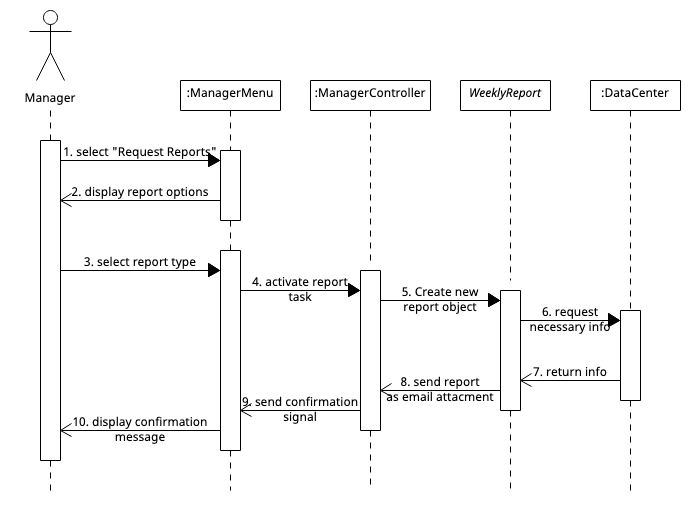 Manager
:ManagerMenu
:ManagerController
WeeklyReport
:DataCenter
1. select "Request Reports"
2. display report options
3. select report type
4. activate report
task
5. Create new
report object
6. request
necessary info
7. return info
8. send report
as email attacment
9. send confirmation
signal
10. display confirmation
message